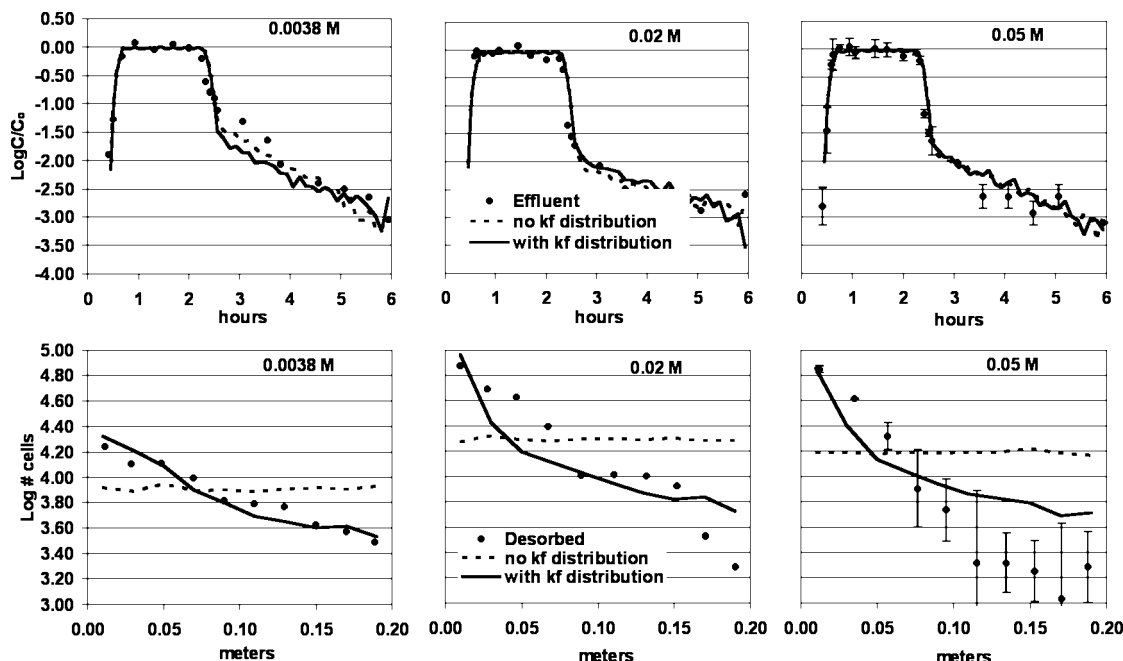 0.0038 M
0.02 M
0.05 M
LogC/C₀
0.50
0.00
-0.50
-1.00
-1.50
-2.00
-2.50
-3.00
-3.50
-4.00
Effluent
no kf distribution
with kf distribution
0 1 2 3 4 5 6
hours
0 1 2 3 4 5 6
hours
0 1 2 3 4 5 6
hours
0.0038 M
0.02 M
0.05 M
Log # cells
5.00
4.80
4.60
4.40
4.20
4.00
3.80
3.60
3.40
3.20
3.00
Desorbed
no kf distribution
with kf distribution
0.00 0.05 0.10 0.15 0.20
meters
0.00 0.05 0.10 0.15 0.20
meters
0.00 0.05 0.10 0.15 0.20
meters